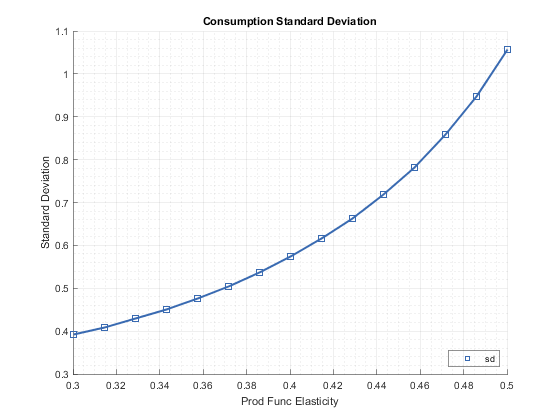 Consumption Standard Deviation
1.1
1
0.9
0.8
0.7
0.6
0.5
0.4
0.3
Standard Deviation
sd
0.3 0.32 0.34 0.36 0.38 0.4 0.42 0.44 0.46 0.48 0.5
Prod Func Elasticity